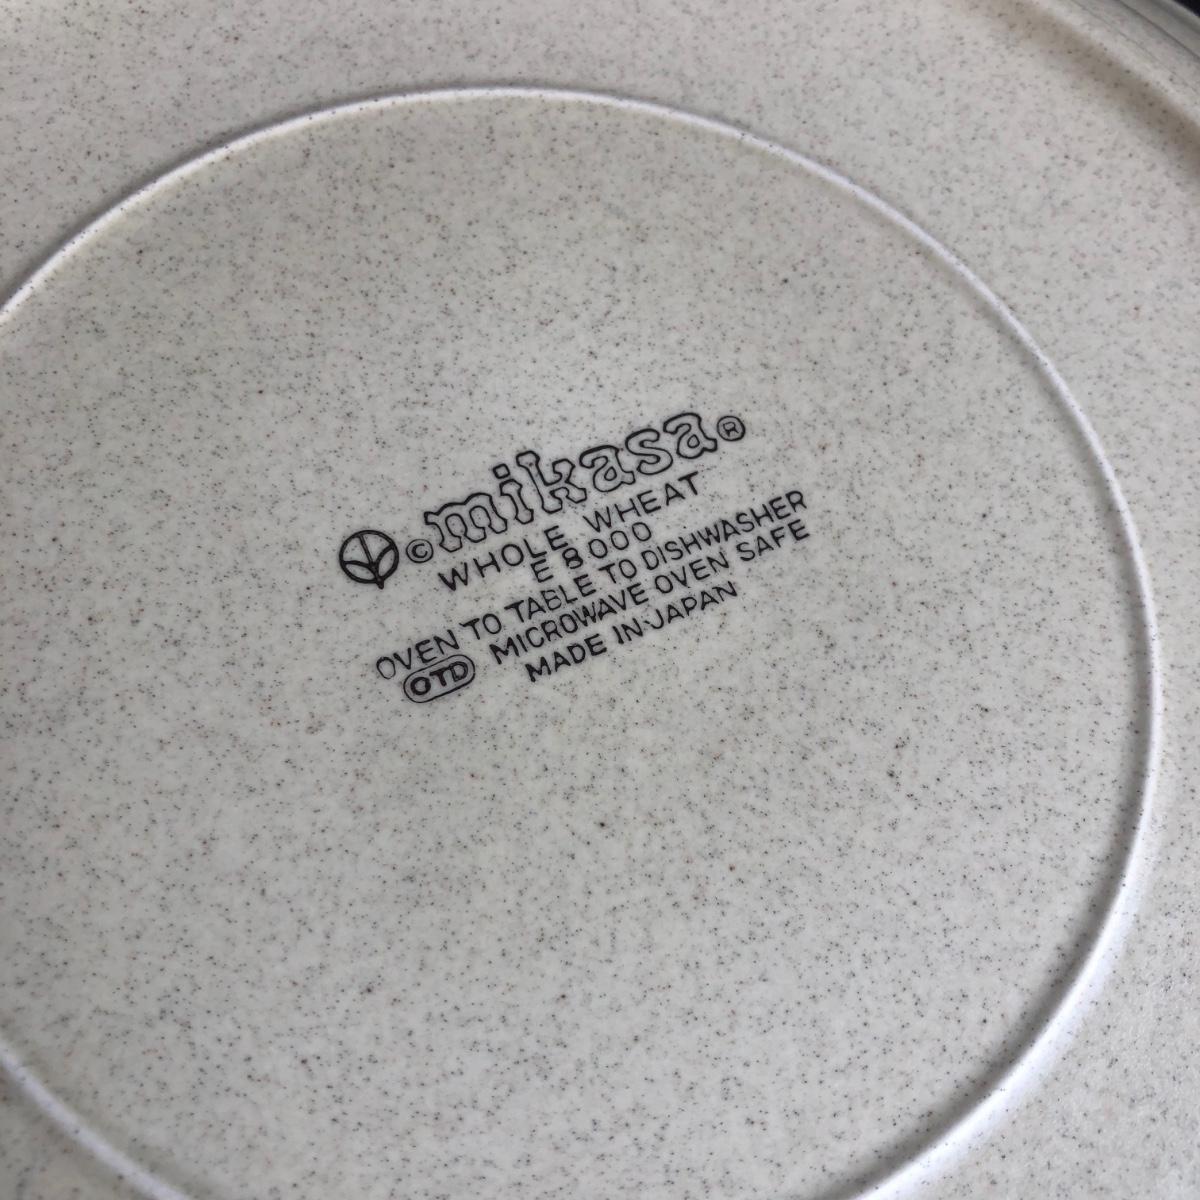 © mikasa ®
WHOLE WHEAT
E 8000
OVEN TO TABLE TO DISHWASHER
OTD MICROWAVE OVEN SAFE
MADE IN JAPAN